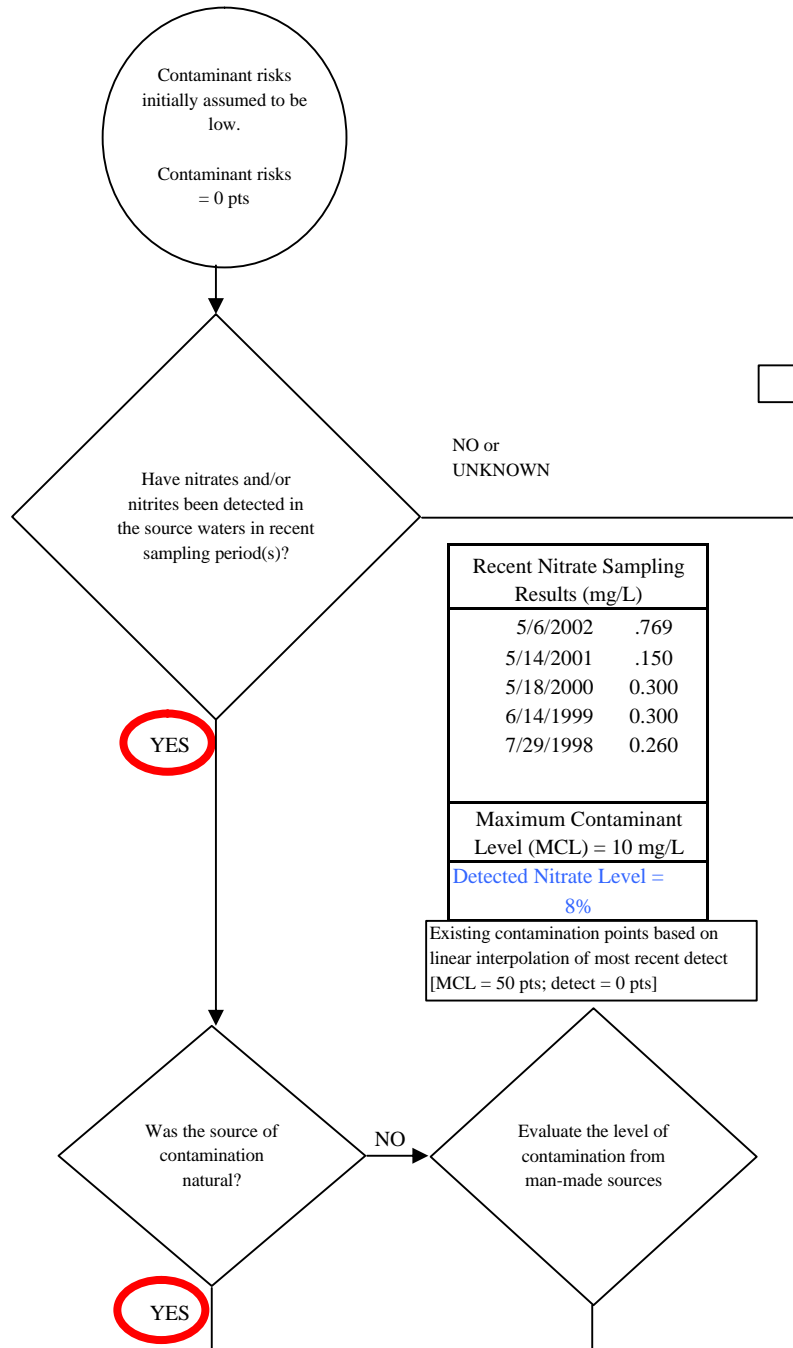 Contaminant risks
initially assumed to be
low.
Contaminant risks
= 0 pts
Have nitrates and/or
nitrites been detected in
the source waters in recent
sampling period(s)?
NO or
UNKNOWN
Recent Nitrate Sampling
Results (mg/L)
5/6/2002 .769
5/14/2001 .150
5/18/2000 0.300
6/14/1999 0.300
7/29/1998 0.260
Maximum Contaminant
Level (MCL) = 10 mg/L
Detected Nitrate Level =
8%
Existing contamination points based on
linear interpolation of most recent detect
[MCL = 50 pts; detect = 0 pts]
YES
Was the source of
contamination
natural?
NO
Evaluate the level of
contamination from
man-made sources
YES